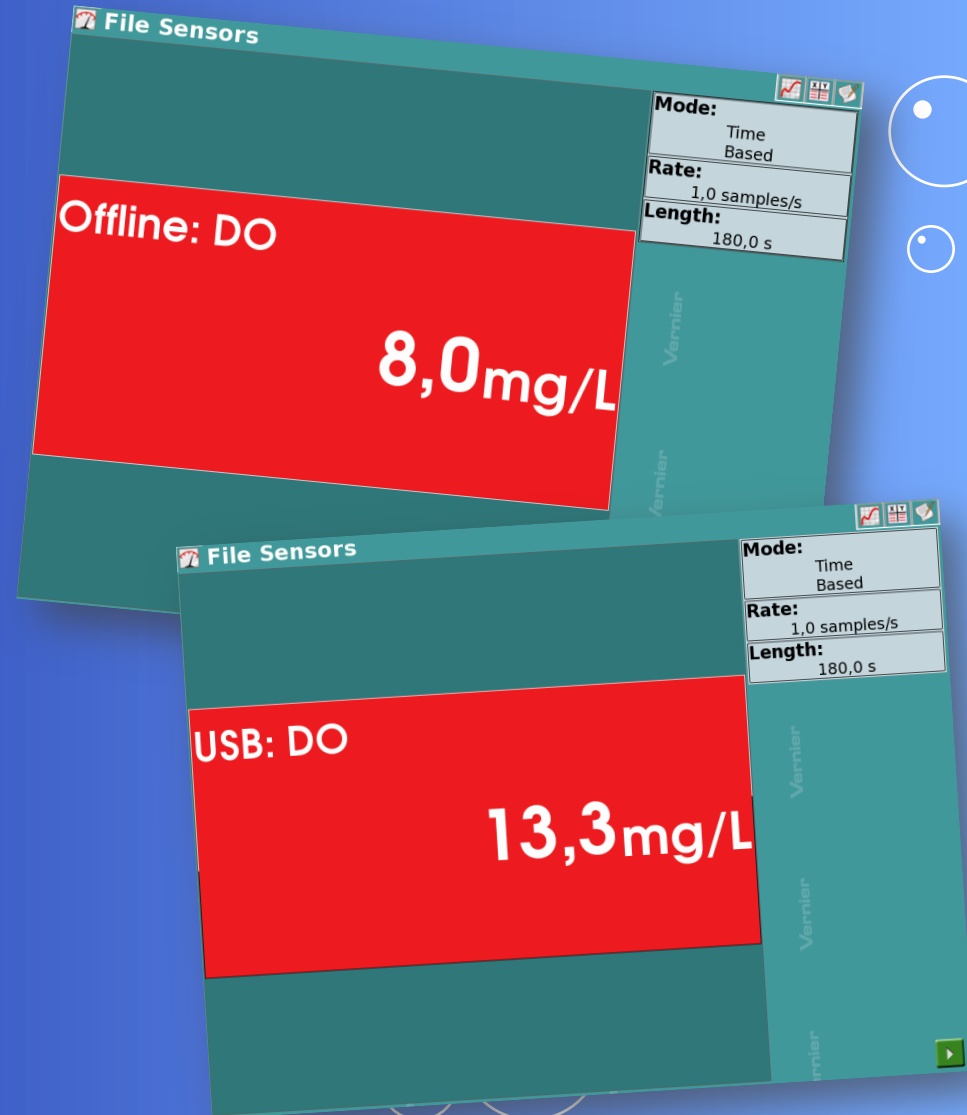 File Sensors
Mode:
Time
Based
Rate:
1,0 samples/s
Length:
180,0 s
Offline: DO
8,0mg/L
Vernier
File Sensors
Mode:
Time
Based
Rate:
1,0 samples/s
Length:
180,0 s
USB: DO
13,3mg/L
Vernier
Vernier